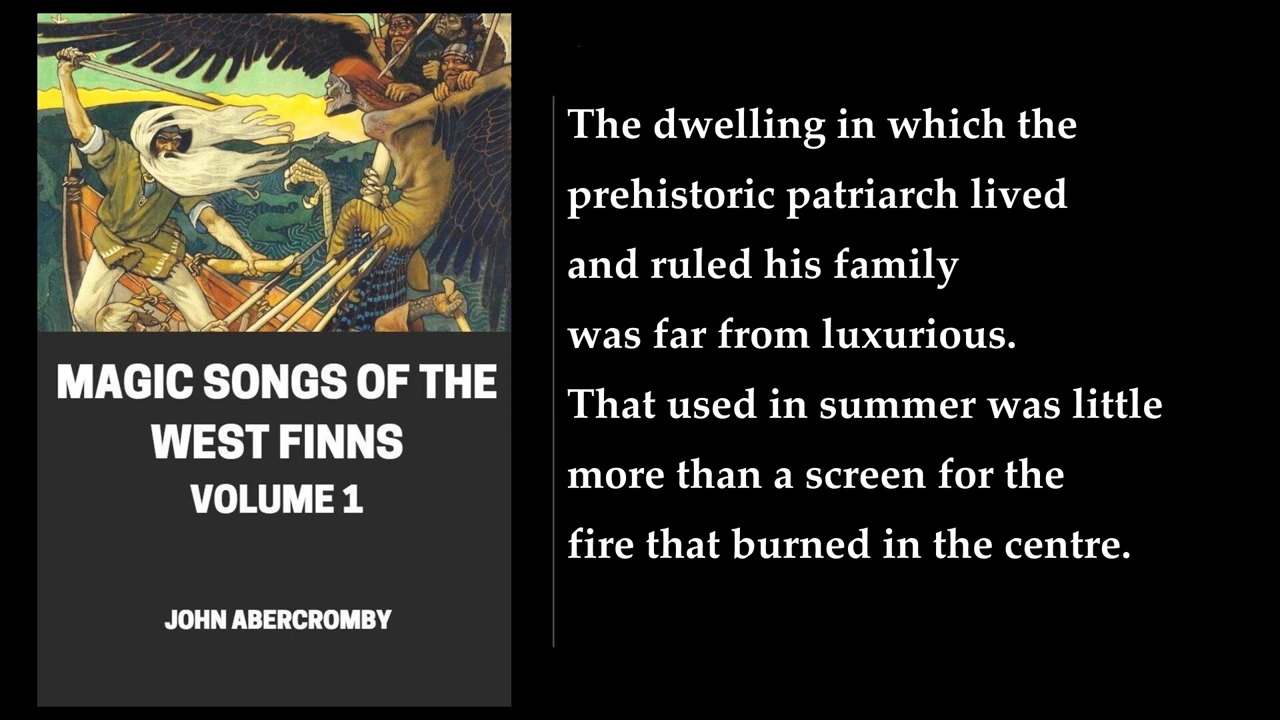 MAGIC SONGS OF THE
WEST FINNS
VOLUME 1
JOHN ABERCROMBY
The dwelling in which the
prehistoric patriarch lived
and ruled his family
was far from luxurious.
That used in summer was little
more than a screen for the
fire that burned in the centre.